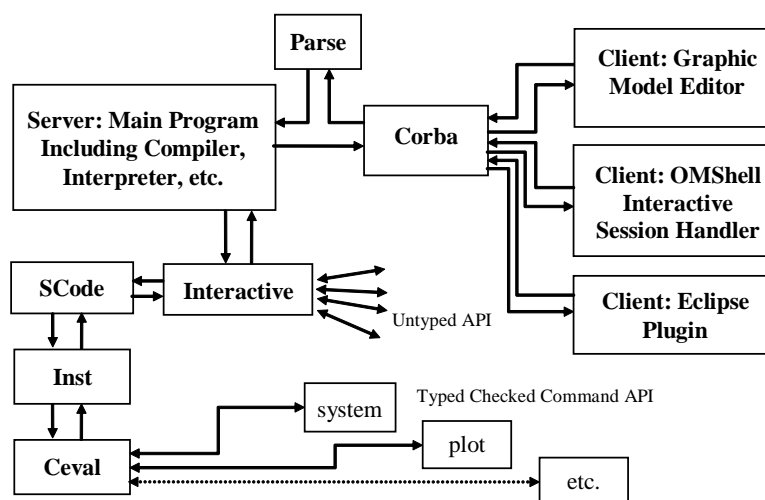 Parse
Client: Graphic
Model Editor
Server: Main Program
Including Compiler,
Interpreter, etc.
Corba
Client: OMShell
Interactive
Session Handler
SCode
Interactive
Untyped API
Client: Eclipse
Plugin
Inst
system
Typed Checked Command API
plot
Ceval
etc.